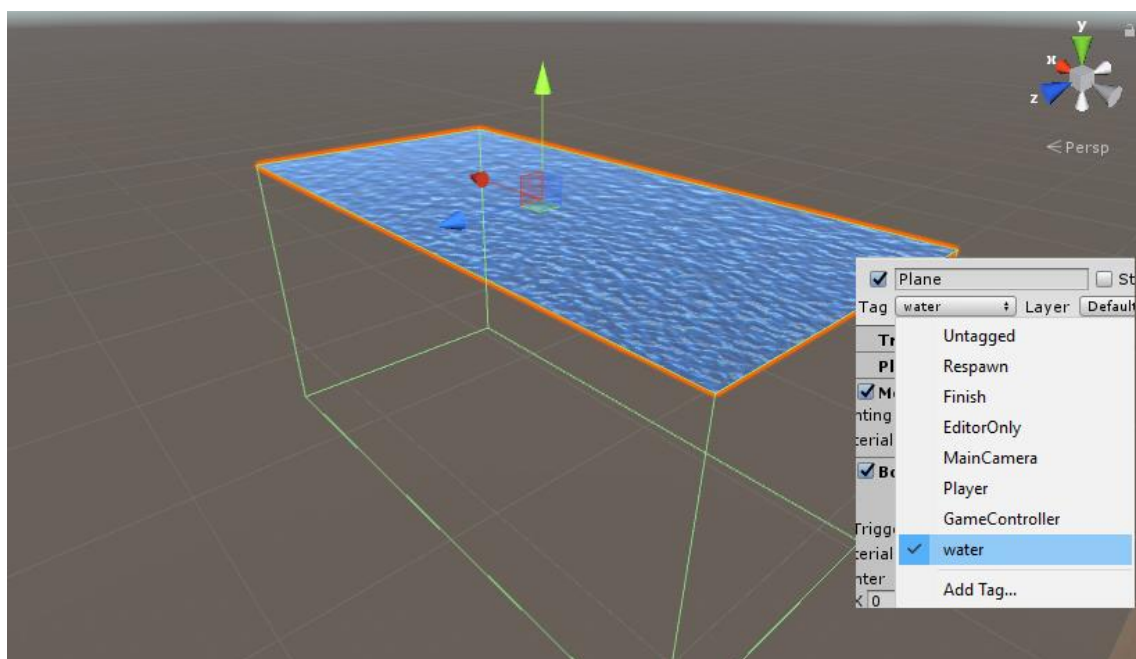 y
x
z
Persp
Plane
St
Tag water Layer Default
Untagged
Tr
Respawn
Pl
Finish
M
EditorOnly
nting
MainCamera
terial
Player
Bo
GameController
Trigg
water
terial
nter
Add Tag...
X 0